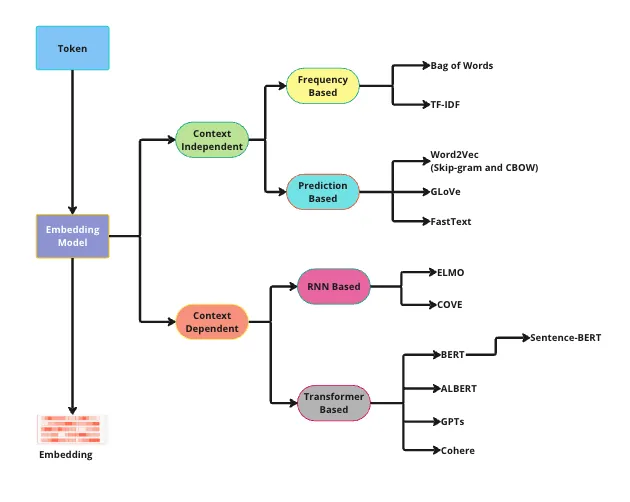 Token
Frequency
Based
Bag of Words
TF-IDF
Context
Independent
Word2Vec
(Skip-gram and CBOW)
Prediction
Based
GLoVe
FastText
Embedding
Model
RNN Based
ELMO
COVE
Context
Dependent
Sentence-BERT
BERT
ALBERT
Transformer
Based
GPTs
Cohere
Embedding